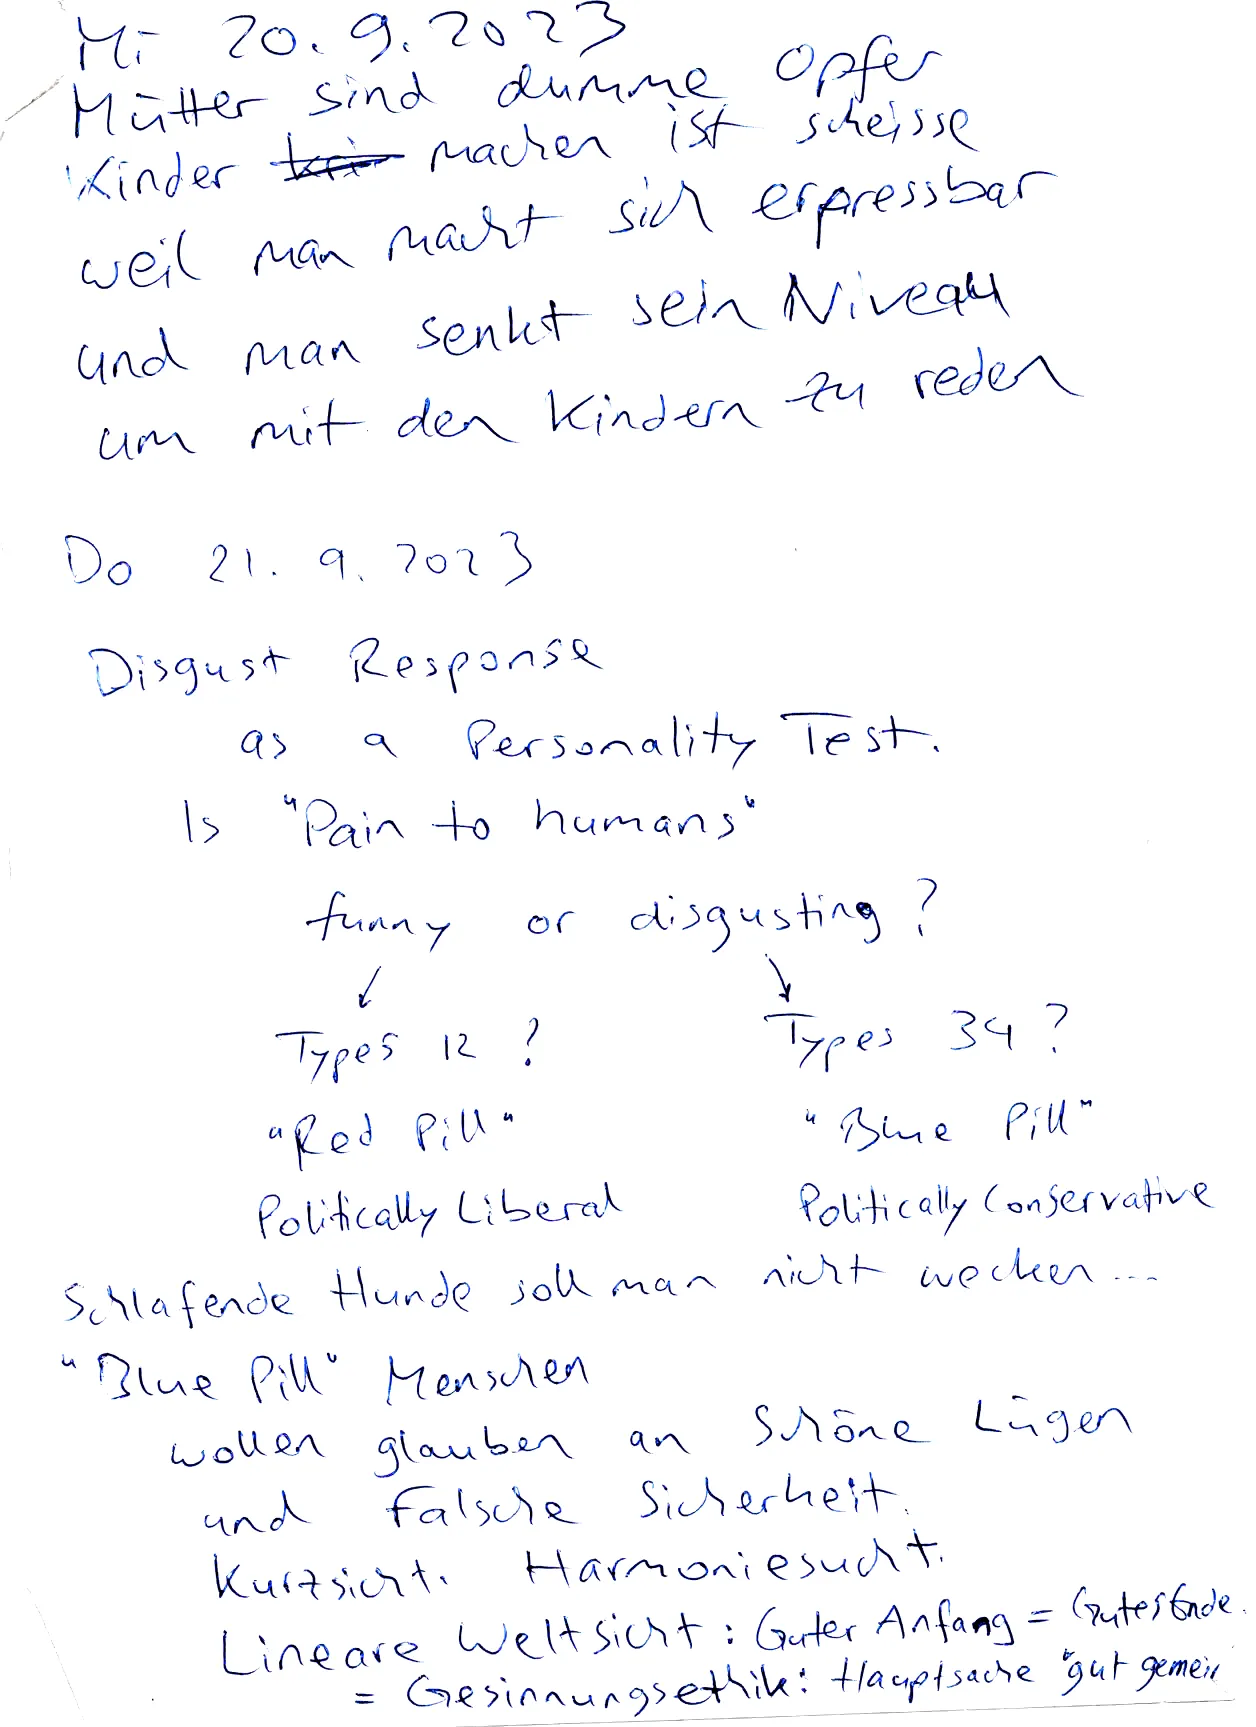 Mi 20.9.2023
Mütter sind dumme Opfer
Kinder machen ist scheisse
weil man macht sich erpressbar
und man senkt sein Niveau
um mit den Kindern zu reden
Do 21.9.2023
Disgust Response
as a Personality Test.
Is "Pain to humans"
funny or disgusting?
↙ ↘
Types 12? Types 34?
"Red Pill" "Blue Pill"
Politically Liberal Politically Conservative
Schlafende Hunde soll man nicht wecken...
"Blue Pill" Menschen
wollen glauben an Schöne Lügen
und Falsche Sicherheit.
Kurzsicht. Harmoniesucht.
Lineare Weltsicht: Guter Anfang = Gutes Ende.
= Gesinnungsethik: Hauptsache "gut gemein